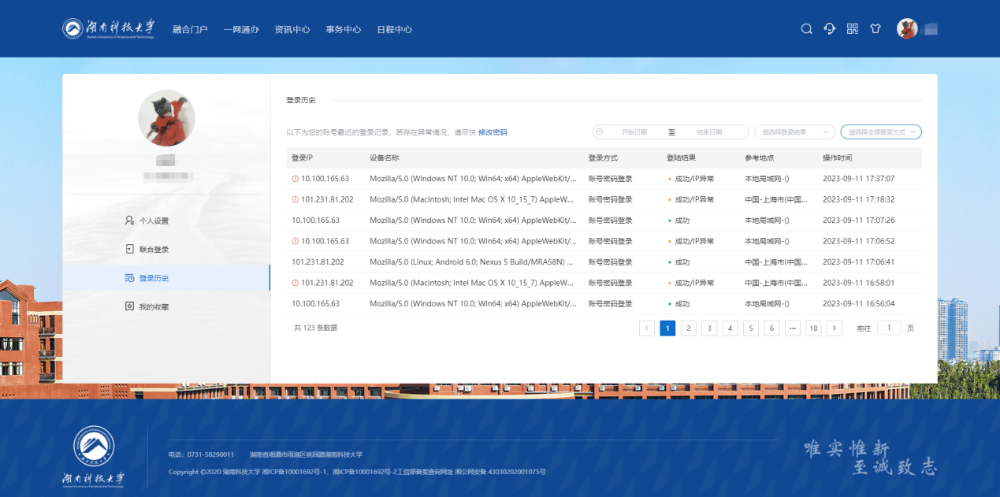 湖南科技大学
Hunan University of Science and Technology
融合门户 一网通办 资讯中心 事务中心 日程中心
登录历史
以下为您的账号最近的登录记录，若存在异常情况，请尽快 修改密码
开始日期 至 结束日期 请选择登录结果 请选择全部登录方式
登录IP 设备名称 登录方式 登陆结果 参考地点 操作时间
10.100.165.63 Mozilla/5.0 (Windows NT 10.0; Win64; x64) AppleWebKit/... 账号密码登录 成功/IP异常 本地局域网-() 2023-09-11 17:37:07
101.231.81.202 Mozilla/5.0 (Macintosh; Intel Mac OS X 10_15_7) AppleW... 账号密码登录 成功/IP异常 中国-上海市(中国... 2023-09-11 17:18:32
10.100.165.63 Mozilla/5.0 (Windows NT 10.0; Win64; x64) AppleWebKit/... 账号密码登录 成功 本地局域网-() 2023-09-11 17:07:26
10.100.165.63 Mozilla/5.0 (Windows NT 10.0; Win64; x64) AppleWebKit/... 账号密码登录 成功/IP异常 本地局域网-() 2023-09-11 17:06:52
101.231.81.202 Mozilla/5.0 (Linux; Android 6.0; Nexus 5 Build/MRA58N) ... 账号密码登录 成功 中国-上海市(中国... 2023-09-11 17:06:41
101.231.81.202 Mozilla/5.0 (Macintosh; Intel Mac OS X 10_15_7) AppleW... 账号密码登录 成功/IP异常 中国-上海市(中国... 2023-09-11 16:58:01
10.100.165.63 Mozilla/5.0 (Windows NT 10.0; Win64; x64) AppleWebKit/... 账号密码登录 成功 本地局域网-() 2023-09-11 16:56:04
共 123 条数据 < 1 2 3 4 5 6 ··· 18 > 前往 1 页
个人设置
联合登录
登录历史
我的收藏
湖南科技大学
Hunan University of Science and Technology
电话：0731-58290011 湖南省湘潭市雨湖区桃园路湖南科技大学
Copyright ©2020 湖南科技大学 湘ICP备10001692号-1、湘ICP备10001692号-2工信部备案查询网址 湘公网安备 43030202001075号
唯实惟新
至诚致志